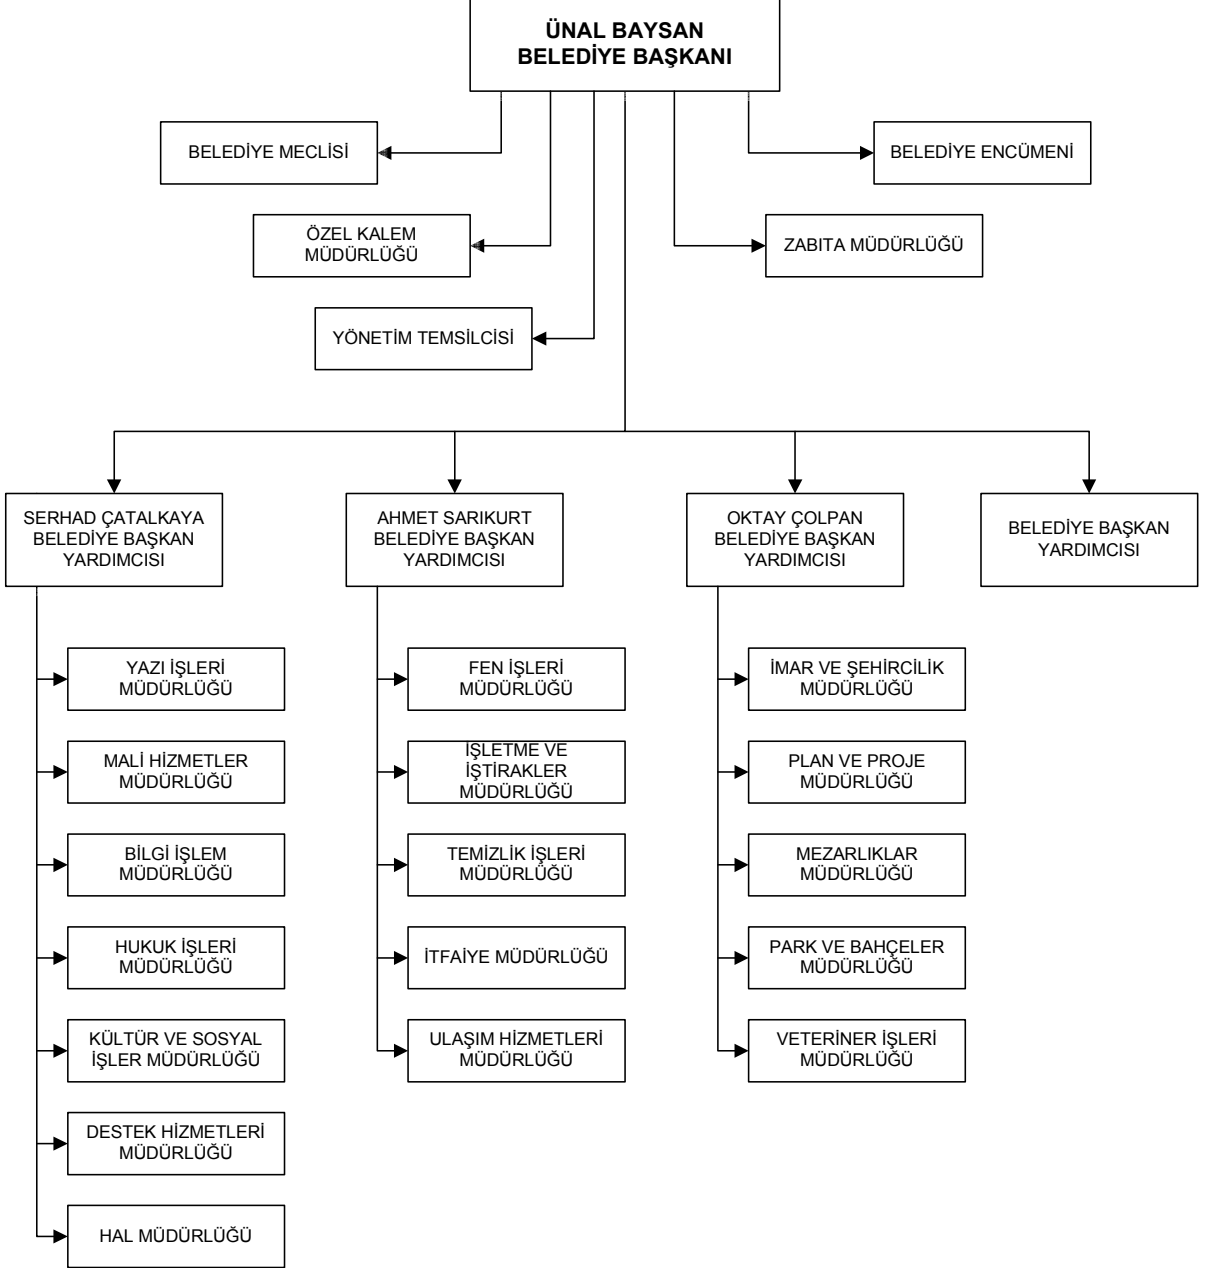 ÜNAL BAYSAN
BELEDİYE BAŞKANI
BELEDİYE MECLİSİ
BELEDİYE ENCÜMENİ
ÖZEL KALEM
MÜDÜRLÜĞÜ
ZABITA MÜDÜRLÜĞÜ
YÖNETİM TEMSİLCİSİ
SERHAD ÇATALKAYA
BELEDİYE BAŞKAN
YARDIMCISI
AHMET SARIKURT
BELEDİYE BAŞKAN
YARDIMCISI
OKTAY ÇOLPAN
BELEDİYE BAŞKAN
YARDIMCISI
BELEDİYE BAŞKAN
YARDIMCISI
YAZI İŞLERİ
MÜDÜRLÜĞÜ
MALİ HİZMETLER
MÜDÜRLÜĞÜ
BİLGİ İŞLEM
MÜDÜRLÜĞÜ
HUKUK İŞLERİ
MÜDÜRLÜĞÜ
KÜLTÜR VE SOSYAL
İŞLER MÜDÜRLÜĞÜ
DESTEK HİZMETLERİ
MÜDÜRLÜĞÜ
HAL MÜDÜRLÜĞÜ
FEN İŞLERİ
MÜDÜRLÜĞÜ
İŞLETME VE
İŞTİRAKLER
MÜDÜRLÜĞÜ
TEMİZLİK İŞLERİ
MÜDÜRLÜĞÜ
İTFAİYE MÜDÜRLÜĞÜ
ULAŞIM HİZMETLERİ
MÜDÜRLÜĞÜ
İMAR VE ŞEHİRCİLİK
MÜDÜRLÜĞÜ
PLAN VE PROJE
MÜDÜRLÜĞÜ
MEZARLIKLAR
MÜDÜRLÜĞÜ
PARK VE BAHÇELER
MÜDÜRLÜĞÜ
VETERİNER İŞLERİ
MÜDÜRLÜĞÜ